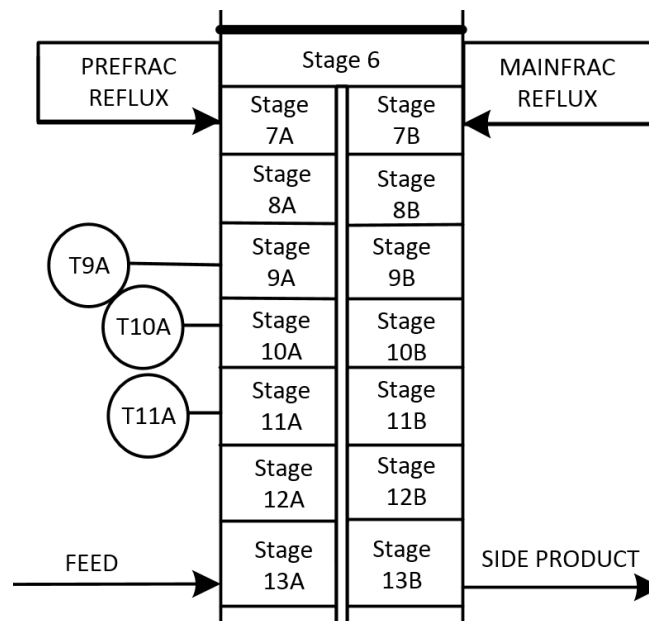 Stage 6
PREFRAC
REFLUX
MAINFRAC
REFLUX
Stage
7A
Stage
7B
Stage
8A
Stage
8B
T9A
Stage
9A
Stage
9B
T10A
Stage
10A
Stage
10B
T11A
Stage
11A
Stage
11B
Stage
12A
Stage
12B
FEED
Stage
13A
Stage
13B
SIDE PRODUCT